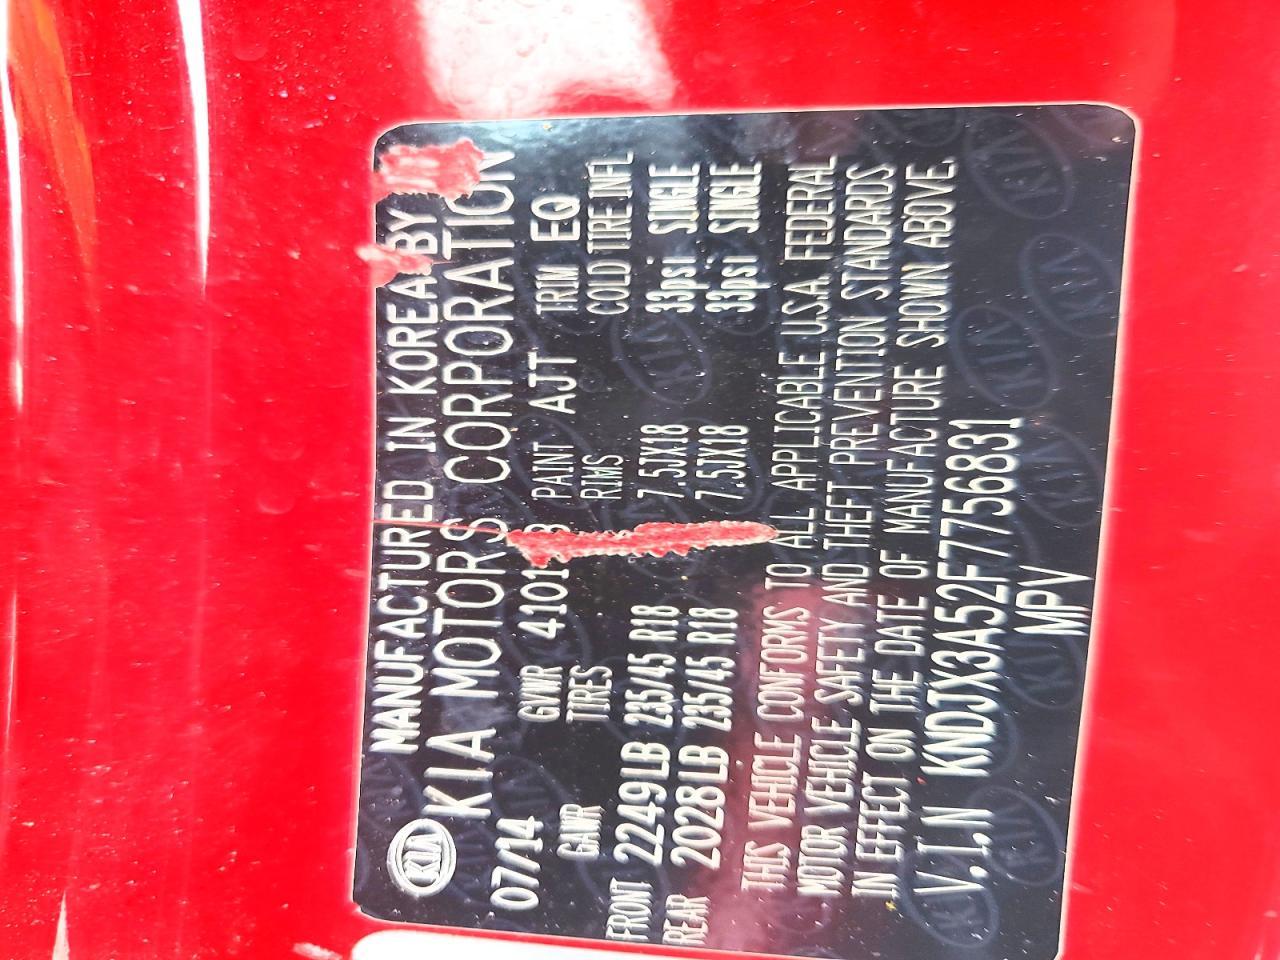 KIA
MANUFACTURED IN KOREA BY
KIA MOTORS CORPORATION
07/14 GVWR 4101 PAINT AJT TRIM EQ
GAWR TIRES RIMS COLD TIRE INFL
FRONT 2249LB 235/45 R18 7.5JX18 33psi SINGLE
REAR 2028LB 235/45 R18 7.5JX18 33psi SINGLE
THIS VEHICLE CONFORMS TO ALL APPLICABLE U.S.A. FEDERAL
MOTOR VEHICLE SAFETY AND THEFT PREVENTION STANDARDS
IN EFFECT ON THE DATE OF MANUFACTURE SHOWN ABOVE.
V.I.N KNDJX3A52F7756831
MPV